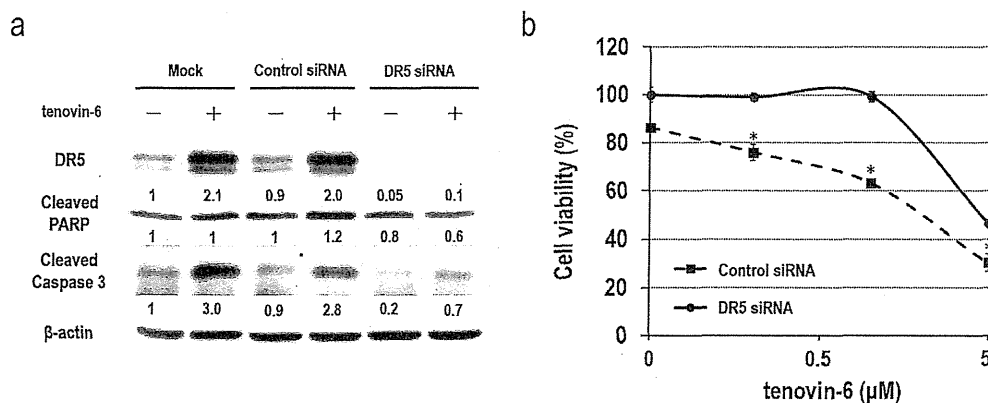 a
Mock Control siRNA DR5 siRNA
tenovin-6 − + − + − +
DR5
1 2.1 0.9 2.0 0.05 0.1
Cleaved
PARP
1 1 1 1.2 0.8 0.6
Cleaved
Caspase 3
1 3.0 0.9 2.8 0.2 0.7
β-actin
b
120
100
80
60
40
20
0
Cell viability (%)
* * *
Control siRNA
DR5 siRNA
0 0.5 5
tenovin-6 (μM)